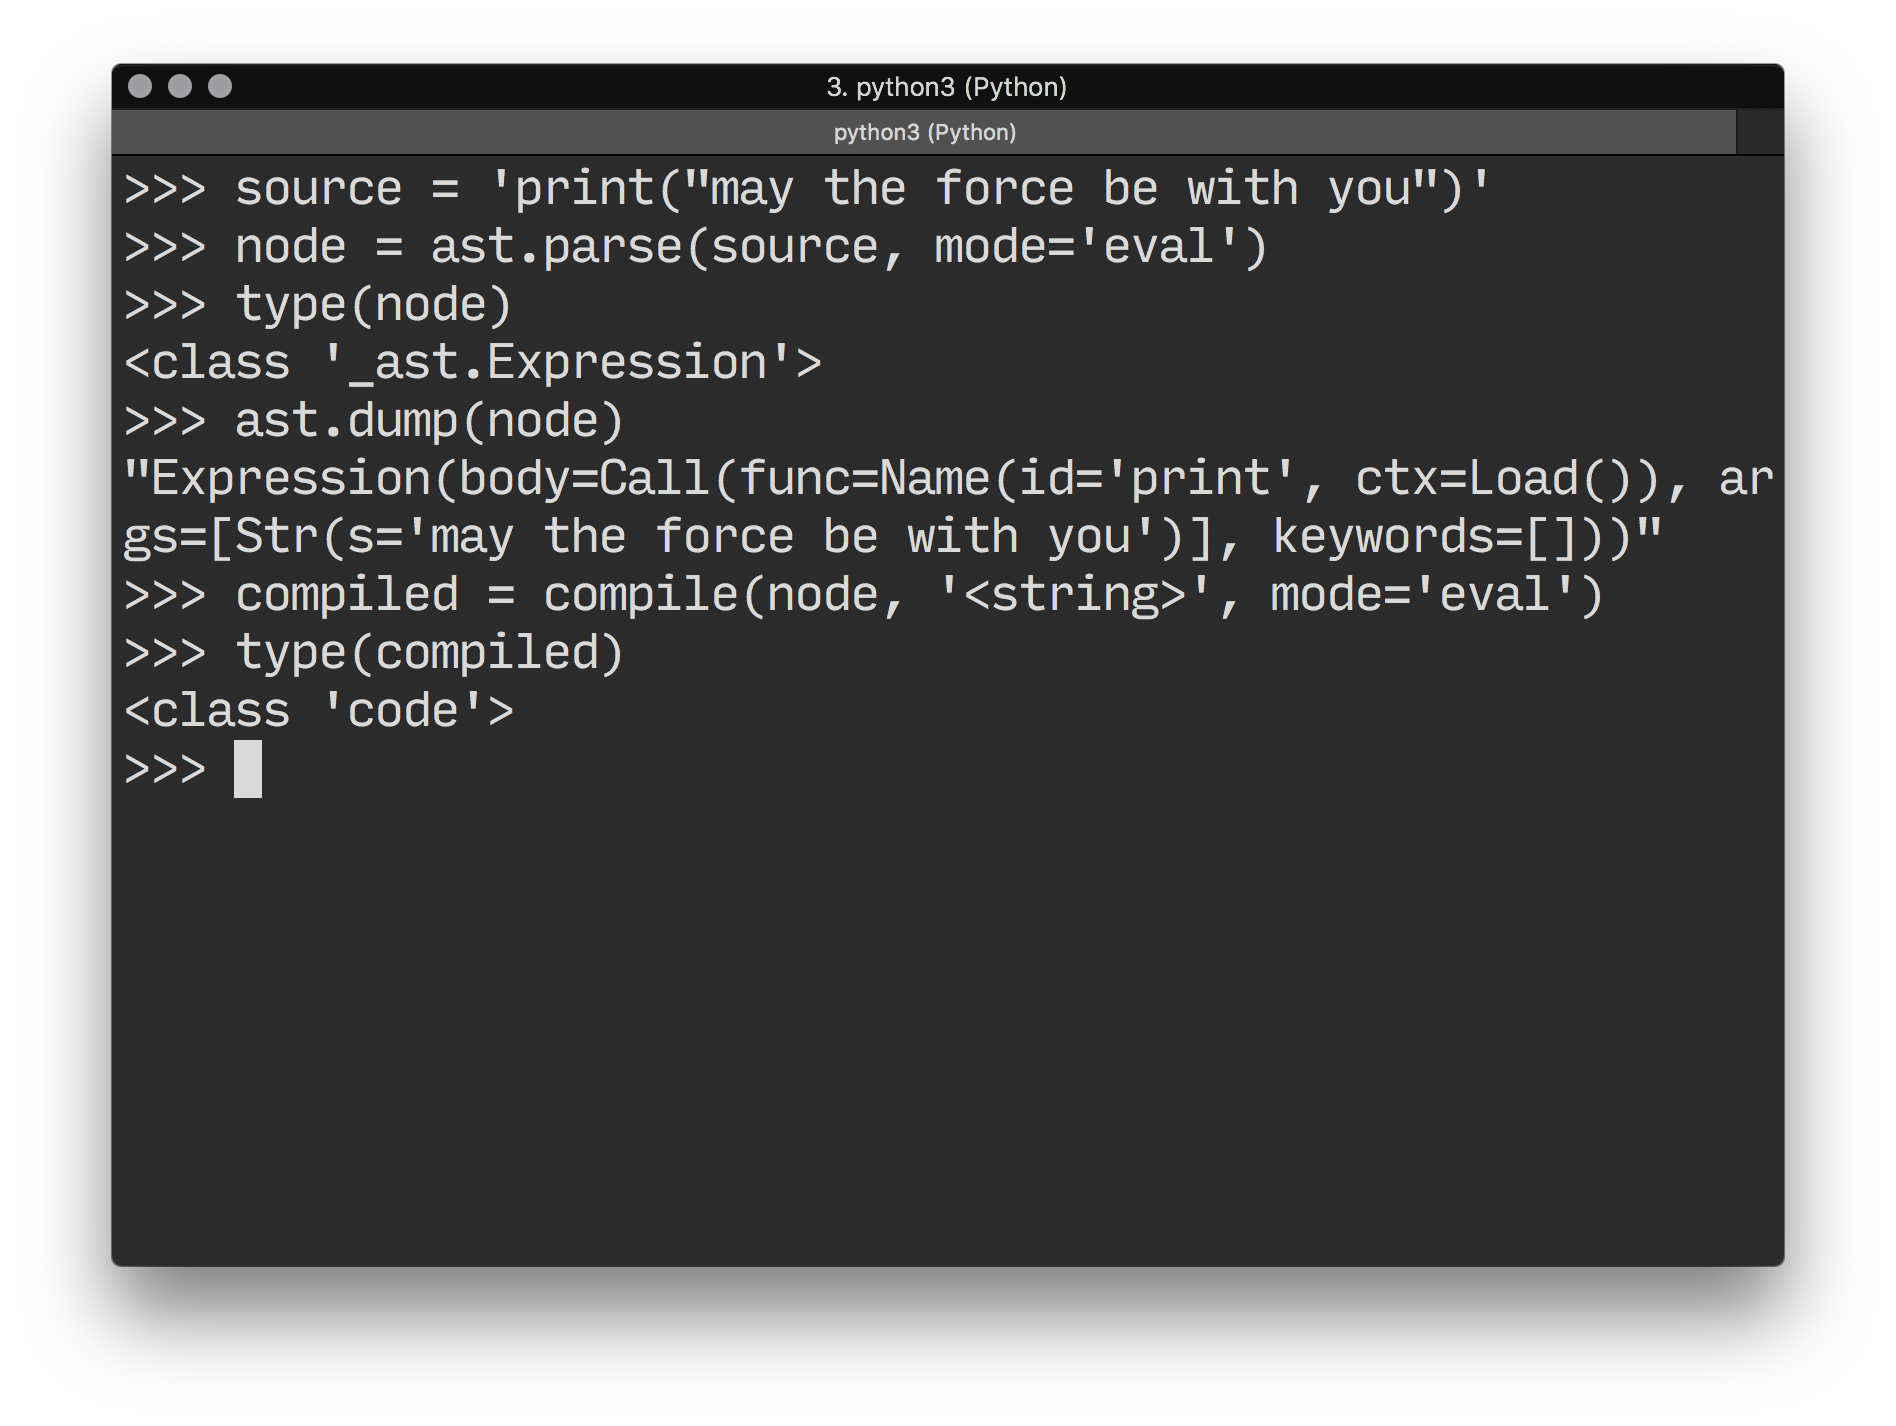 3. python3 (Python)
python3 (Python)
>>> source = 'print("may the force be with you")'
>>> node = ast.parse(source, mode='eval')
>>> type(node)
<class '_ast.Expression'>
>>> ast.dump(node)
"Expression(body=Call(func=Name(id='print', ctx=Load()), ar
gs=[Str(s='may the force be with you')], keywords=[]))"
>>> compiled = compile(node, '<string>', mode='eval')
>>> type(compiled)
<class 'code'>
>>>